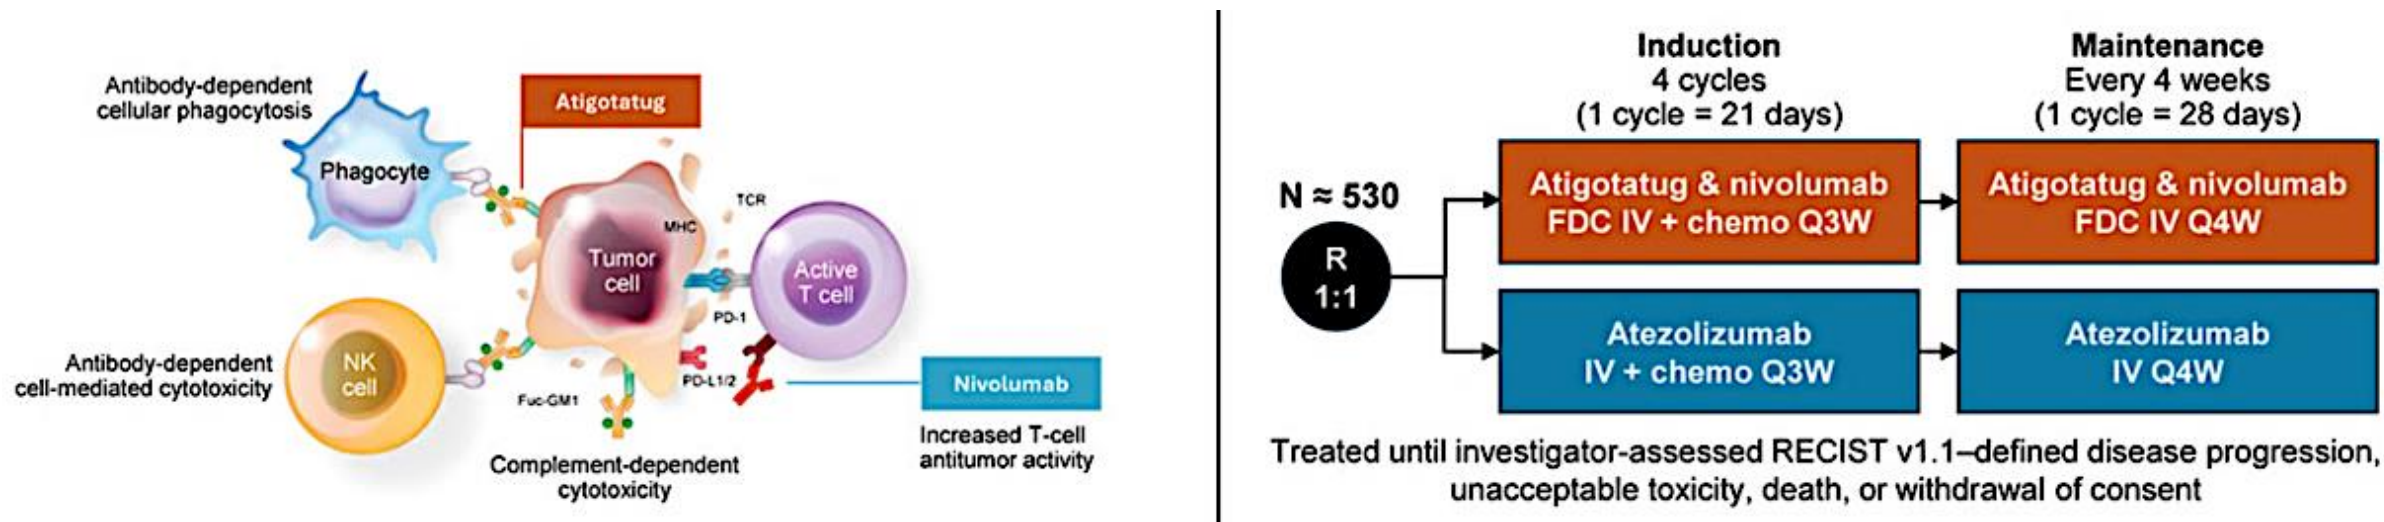 Antibody-dependent
cellular phagocytosis
Atigotatug
Phagocyte
TCR
MHC
Tumor
cell
Active
T cell
PD-1
Antibody-dependent
cell-mediated cytotoxicity
NK
cell
PD-L1/2
Nivolumab
Fuc-GM1
Increased T-cell
antitumor activity
Complement-dependent
cytotoxicity
Induction
4 cycles
(1 cycle = 21 days)
Maintenance
Every 4 weeks
(1 cycle = 28 days)
N ≈ 530
R
1:1
Atigotatug & nivolumab
FDC IV + chemo Q3W
Atigotatug & nivolumab
FDC IV Q4W
Atezolizumab
IV + chemo Q3W
Atezolizumab
IV Q4W
Treated until investigator-assessed RECIST v1.1–defined disease progression,
unacceptable toxicity, death, or withdrawal of consent